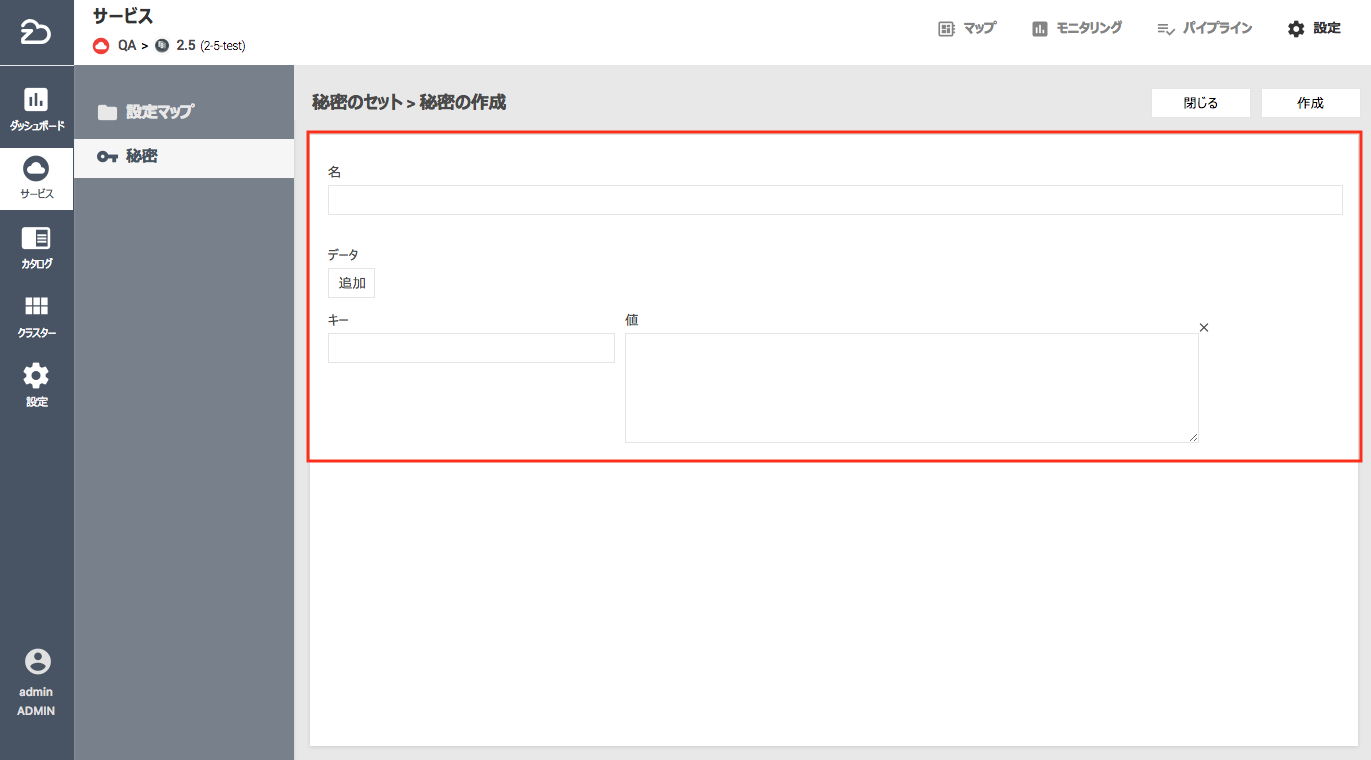 サービス
QA > 2.5 (2-5-test)
マップ
モニタリング
パイプライン
設定
ダッシュボード
サービス
カタログ
クラスター
設定
admin
ADMIN
設定マップ
秘密
秘密のセット > 秘密の作成
閉じる
作成
名
データ
追加
キー
値